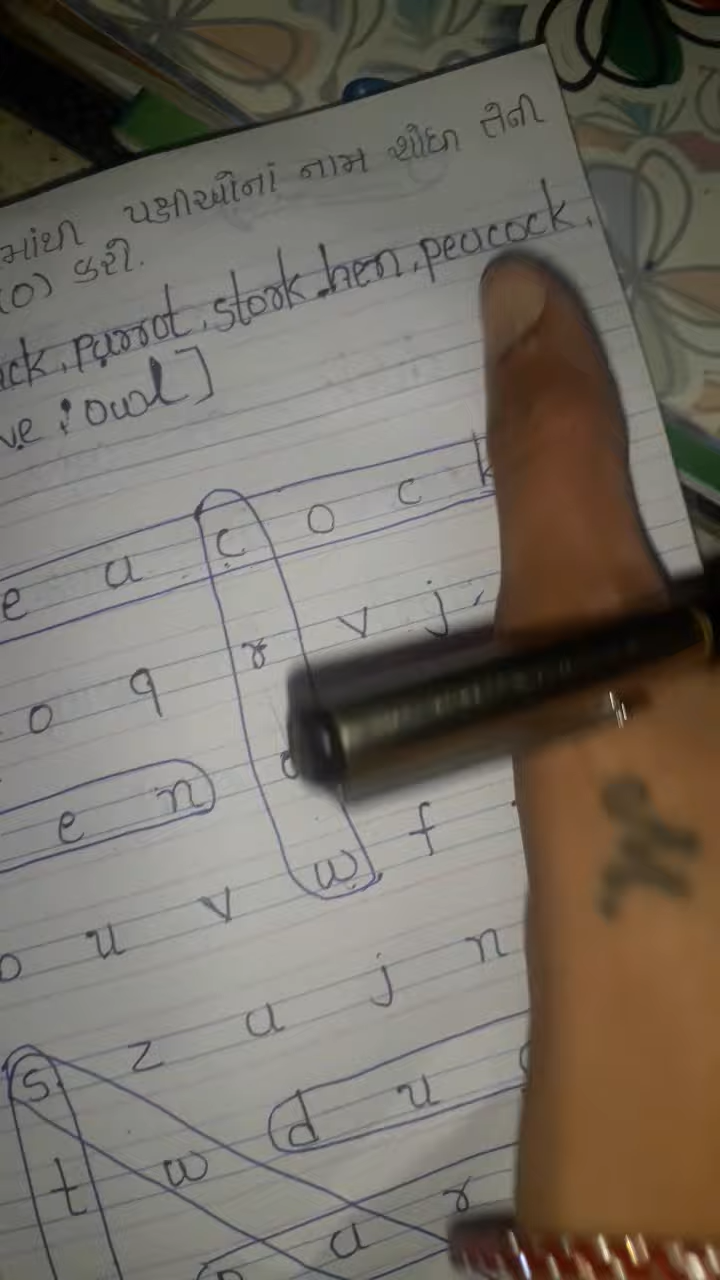 માંથી પક્ષીઓનાં નામ શોધી તેની
(O) કરો.
ck, parrot, stork, hen, peacock,
ve : owl]
e a c o c k
o q r v j
e n o
o u v w f
s z a j n
t w d u
a r